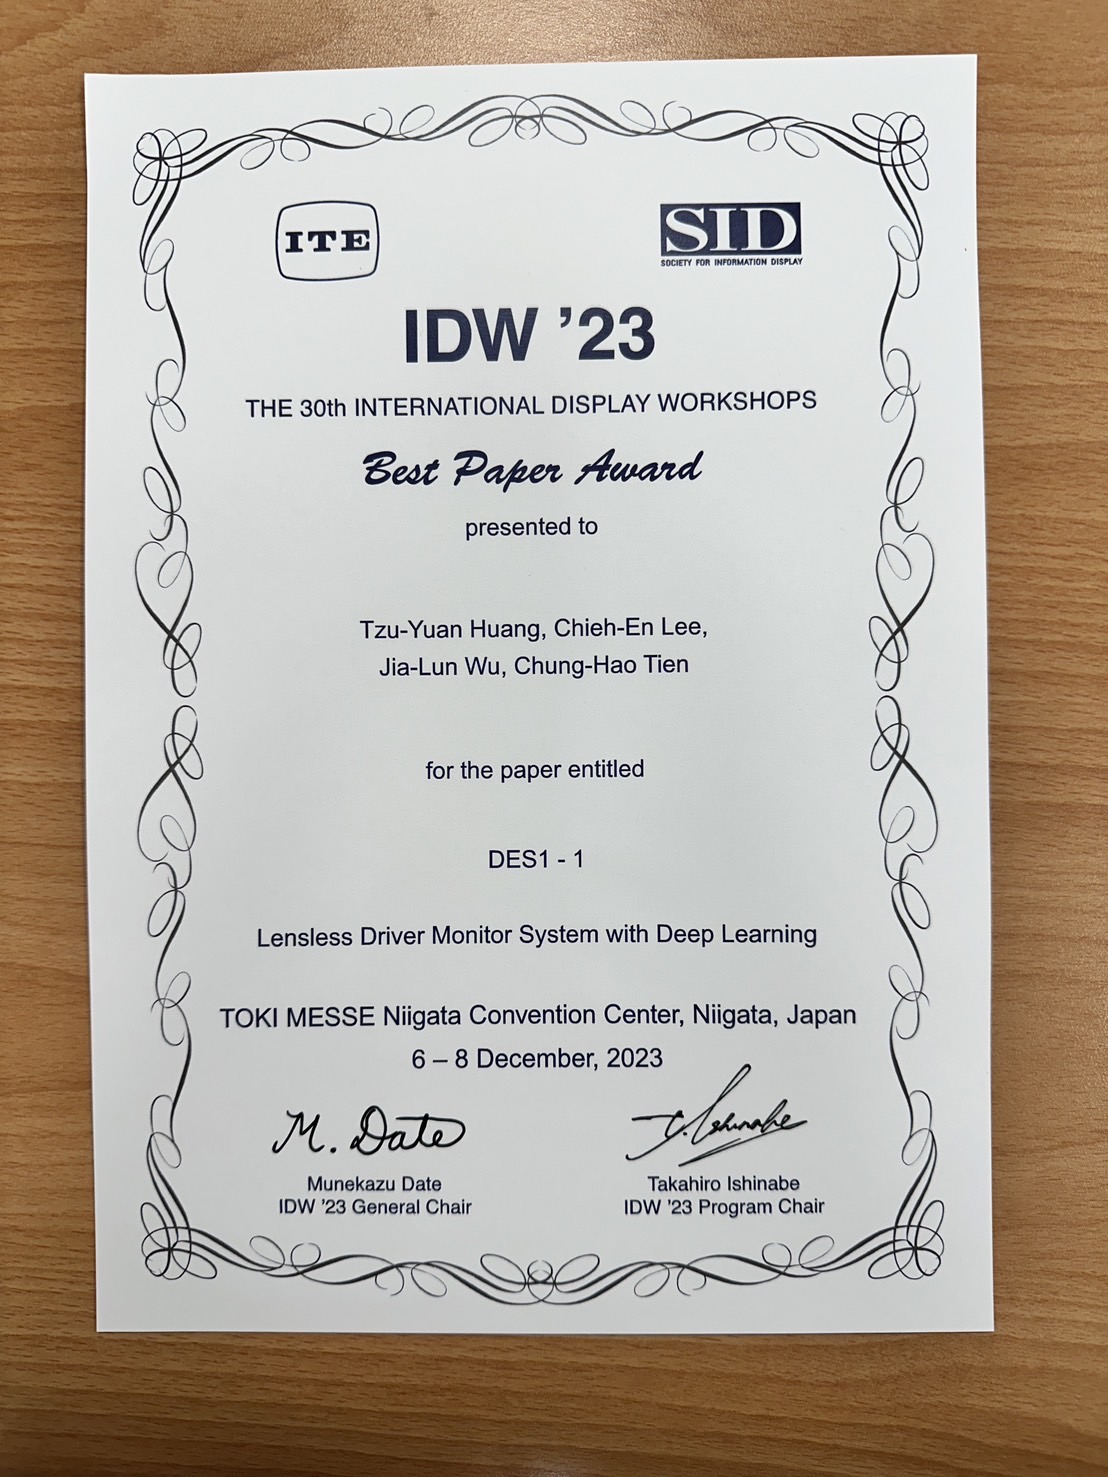 ITE
SID
SOCIETY FOR INFORMATION DISPLAY
IDW ’23
THE 30th INTERNATIONAL DISPLAY WORKSHOPS
Best Paper Award
presented to
Tzu-Yuan Huang, Chieh-En Lee,
Jia-Lun Wu, Chung-Hao Tien
for the paper entitled
DES1 - 1
Lensless Driver Monitor System with Deep Learning
TOKI MESSE Niigata Convention Center, Niigata, Japan
6 – 8 December, 2023
M. Date
T. Ishinabe
Munekazu Date
Takahiro Ishinabe
IDW ’23 General Chair
IDW ’23 Program Chair